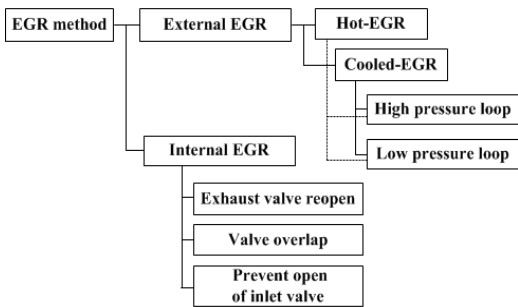 EGR method
External EGR
Hot-EGR
Cooled-EGR
High pressure loop
Low pressure loop
Internal EGR
Exhaust valve reopen
Valve overlap
Prevent open
of inlet valve